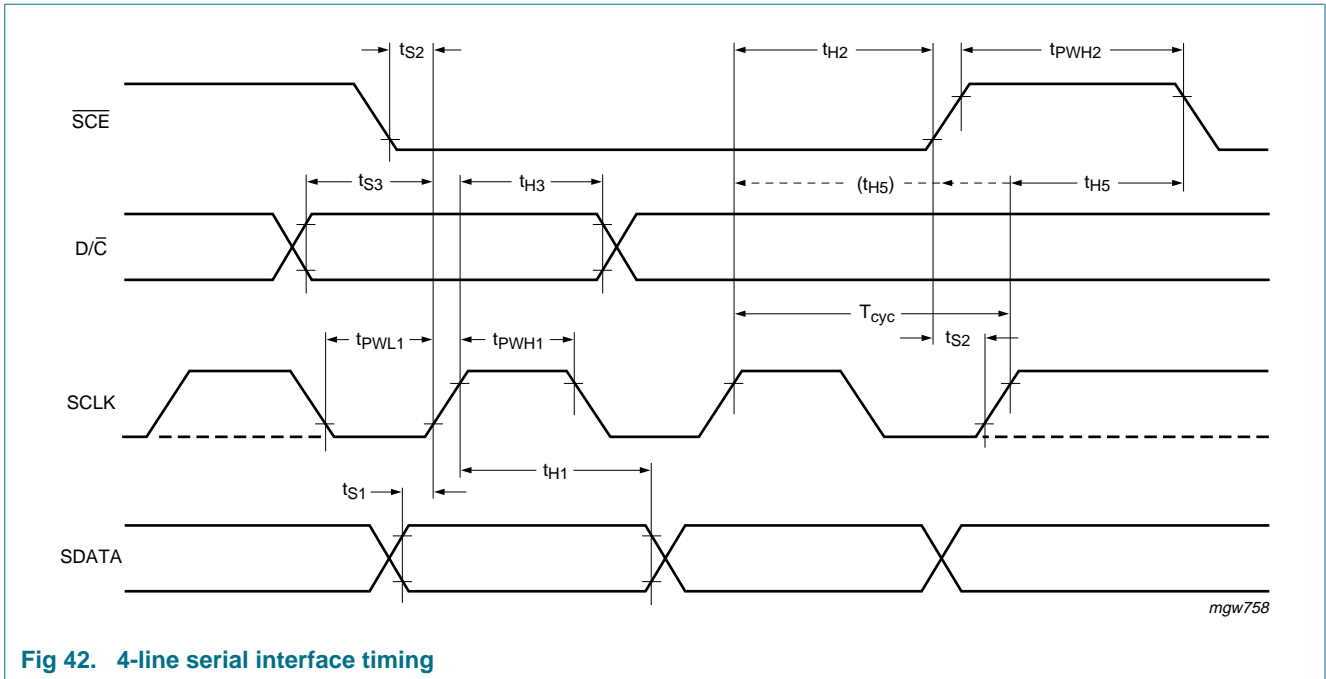 tS2
tH2
tPWH2
SCE
tS3
tH3
(tH5)
tH5
D/C
Tcyc
tPWL1
tPWH1
tS2
SCLK
tH1
tS1
SDATA
mgw758
Fig 42. 4-line serial interface timing